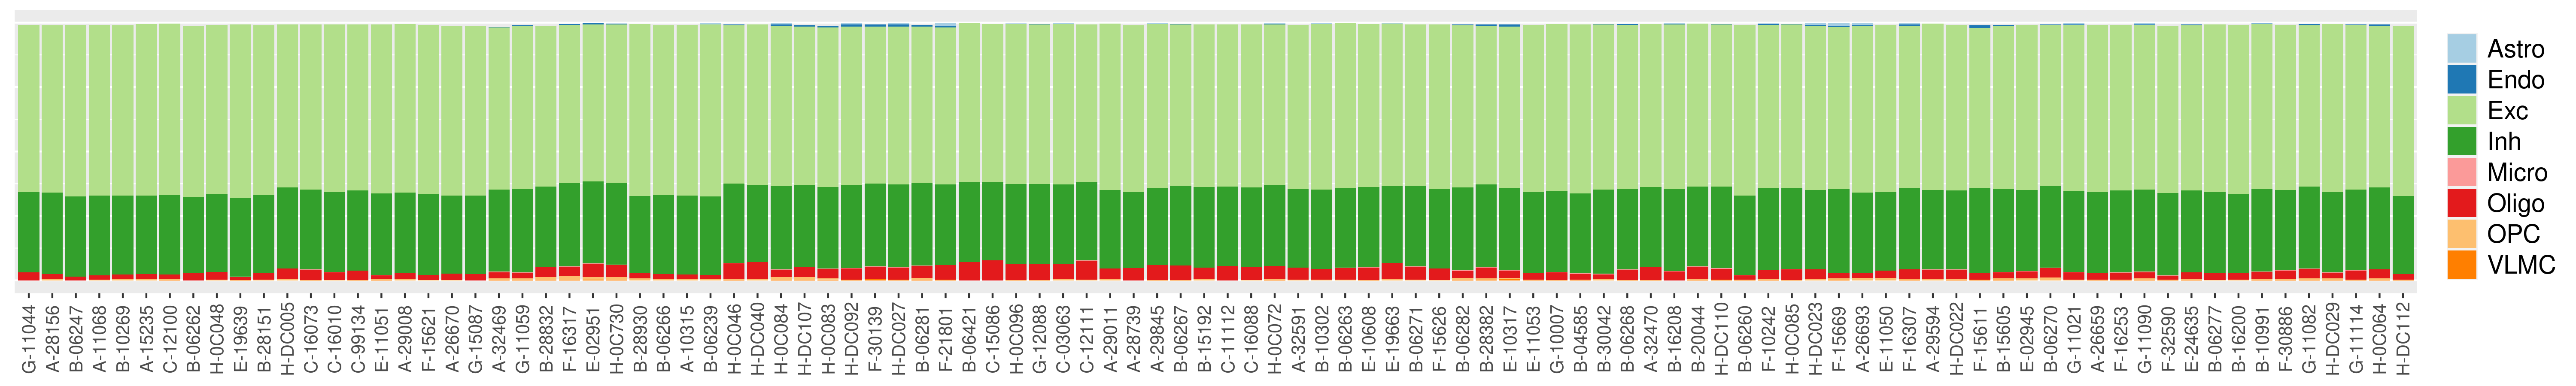 Astro
Endo
Exc
Inh
Micro
Oligo
OPC
VLMC
G-11044
A-28156
B-06247
A-11068
B-10269
A-15235
C-12100
B-06262
H-0C048
E-19639
B-28151
H-DC005
C-16073
C-16010
C-99134
E-11051
A-29008
F-15621
A-26670
G-15087
A-32469
G-11059
B-28832
F-16317
E-02951
H-0C730
B-28930
B-06266
A-10315
B-06239
H-0C046
H-DC040
H-0C084
H-DC107
H-0C083
H-DC092
F-30139
H-DC027
B-06281
F-21801
B-06421
C-15086
H-0C096
G-12088
C-03063
C-12111
A-29011
A-28739
A-29845
B-06267
B-15192
C-11112
C-16088
H-0C072
A-32591
B-10302
B-06263
E-10608
E-19663
B-06271
F-15626
B-06282
B-28382
E-10317
E-11053
G-10007
B-04585
B-30042
B-06268
A-32470
B-16208
B-20044
H-DC110
B-06260
F-10242
H-0C085
H-DC023
F-15669
A-26693
E-11050
F-16307
A-29594
H-DC022
F-15611
B-15605
E-02945
B-06270
G-11021
A-26659
F-16253
G-11090
F-32590
E-24635
B-06277
B-16200
B-10991
F-30886
G-11082
H-DC029
G-11114
H-0C064
H-DC112